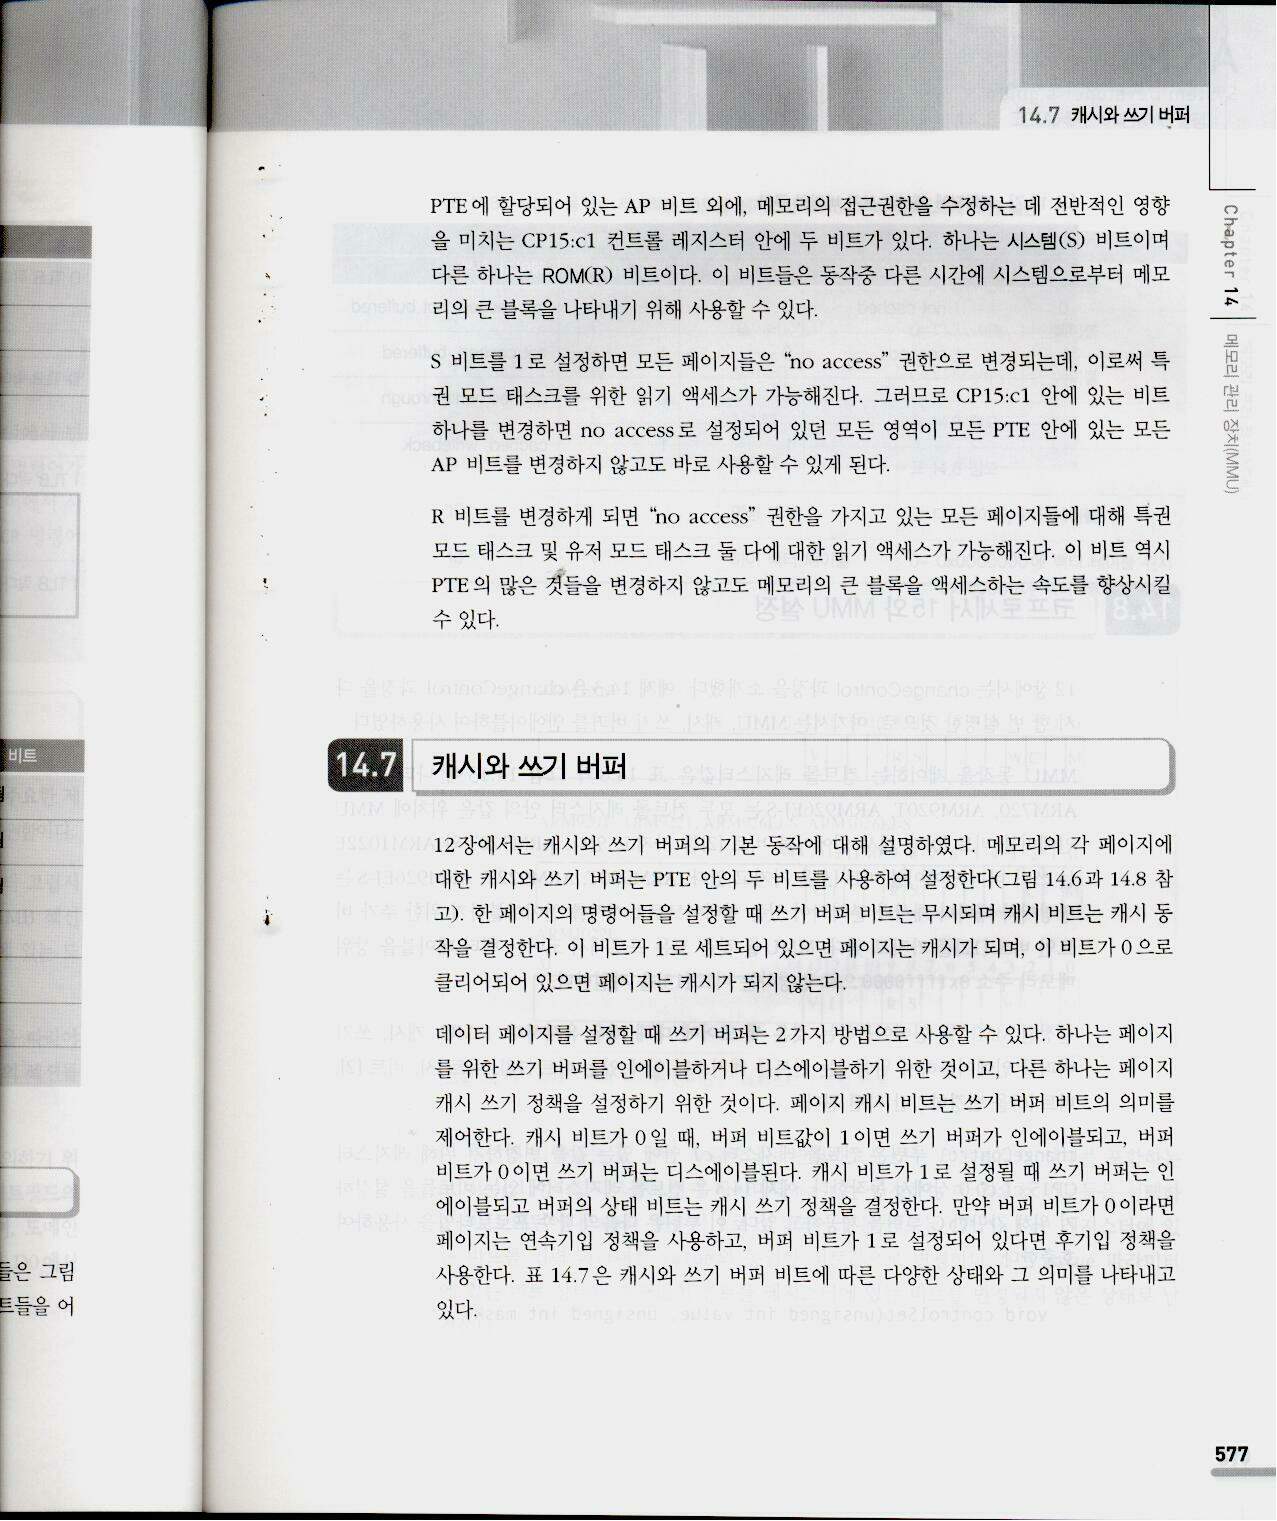 14.7 캐시와 쓰기 버퍼
PTE에 할당되어 있는 AP 비트 외에, 메모리의 접근권한을 수정하는 데 전반적인 영향
을 미치는 CP15:c1 컨트롤 레지스터 안에 두 비트가 있다. 하나는 시스템(S) 비트이며
다른 하나는 ROM(R) 비트이다. 이 비트들은 동작중 다른 시간에 시스템으로부터 메모
리의 큰 블록을 나타내기 위해 사용할 수 있다.
S 비트를 1로 설정하면 모든 페이지들은 “no access” 권한으로 변경되는데, 이로써 특
권 모드 태스크를 위한 읽기 액세스가 가능해진다. 그러므로 CP15:c1 안에 있는 비트
하나를 변경하면 no access로 설정되어 있던 모든 영역이 모든 PTE 안에 있는 모든
AP 비트를 변경하지 않고도 바로 사용할 수 있게 된다.
R 비트를 변경하게 되면 “no access” 권한을 가지고 있는 모든 페이지들에 대해 특권
모드 태스크 및 유저 모드 태스크 둘 다에 대한 읽기 액세스가 가능해진다. 이 비트 역시
PTE의 많은 것들을 변경하지 않고도 메모리의 큰 블록을 액세스하는 속도를 향상시킬
수 있다.
14.7 캐시와 쓰기 버퍼
12장에서는 캐시와 쓰기 버퍼의 기본 동작에 대해 설명하였다. 메모리의 각 페이지에
대한 캐시와 쓰기 버퍼는 PTE 안의 두 비트를 사용하여 설정한다(그림 14.6과 14.8 참
고). 한 페이지의 명령어들을 설정할 때 쓰기 버퍼 비트는 무시되며 캐시 비트는 캐시 동
작을 결정한다. 이 비트가 1로 세트되어 있으면 페이지는 캐시가 되며, 이 비트가 0으로
클리어되어 있으면 페이지는 캐시가 되지 않는다.
데이터 페이지를 설정할 때 쓰기 버퍼는 2가지 방법으로 사용할 수 있다. 하나는 페이지
를 위한 쓰기 버퍼를 인에이블하거나 디스에이블하기 위한 것이고, 다른 하나는 페이지
캐시 쓰기 정책을 설정하기 위한 것이다. 페이지 캐시 비트는 쓰기 버퍼 비트의 의미를
제어한다. 캐시 비트가 0일 때, 버퍼 비트값이 1이면 쓰기 버퍼가 인에이블되고, 버퍼
비트가 0이면 쓰기 버퍼는 디스에이블된다. 캐시 비트가 1로 설정될 때 쓰기 버퍼는 인
에이블되고 버퍼의 상태 비트는 캐시 쓰기 정책을 결정한다. 만약 버퍼 비트가 0이라면
페이지는 연속기입 정책을 사용하고, 버퍼 비트가 1로 설정되어 있다면 후기입 정책을
사용한다. 표 14.7은 캐시와 쓰기 버퍼 비트에 따른 다양한 상태와 그 의미를 나타내고
있다.
Chapter 14 메모리 관리 장치(MMU)
577
비트
들은 그림
트들을 어